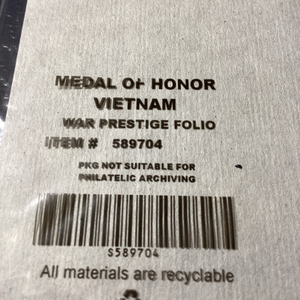 MEDAL OF HONOR
VIETNAM
WAR PRESTIGE FOLIO
ITEM # 589704
PKG NOT SUITABLE FOR
PHILATELIC ARCHIVING
S589704
All materials are recyclable